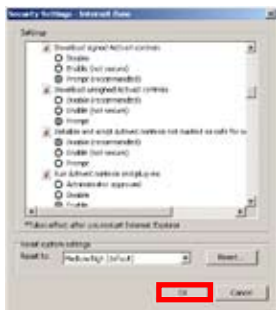 Security Settings - Internet Zone
Settings
Download signed ActiveX controls
Disable
Enable (not secure)
Prompt (recommended)
Download unsigned ActiveX controls
Disable (recommended)
Enable (not secure)
Prompt
Initialize and script ActiveX controls not marked as safe for s
Disable (recommended)
Enable (not secure)
Prompt
Run ActiveX controls and plug-ins
Administrator approved
Disable
Enable
*Takes effect after you restart Internet Explorer
Reset custom settings
Reset to: Medium-high (default) Reset...
OK Cancel